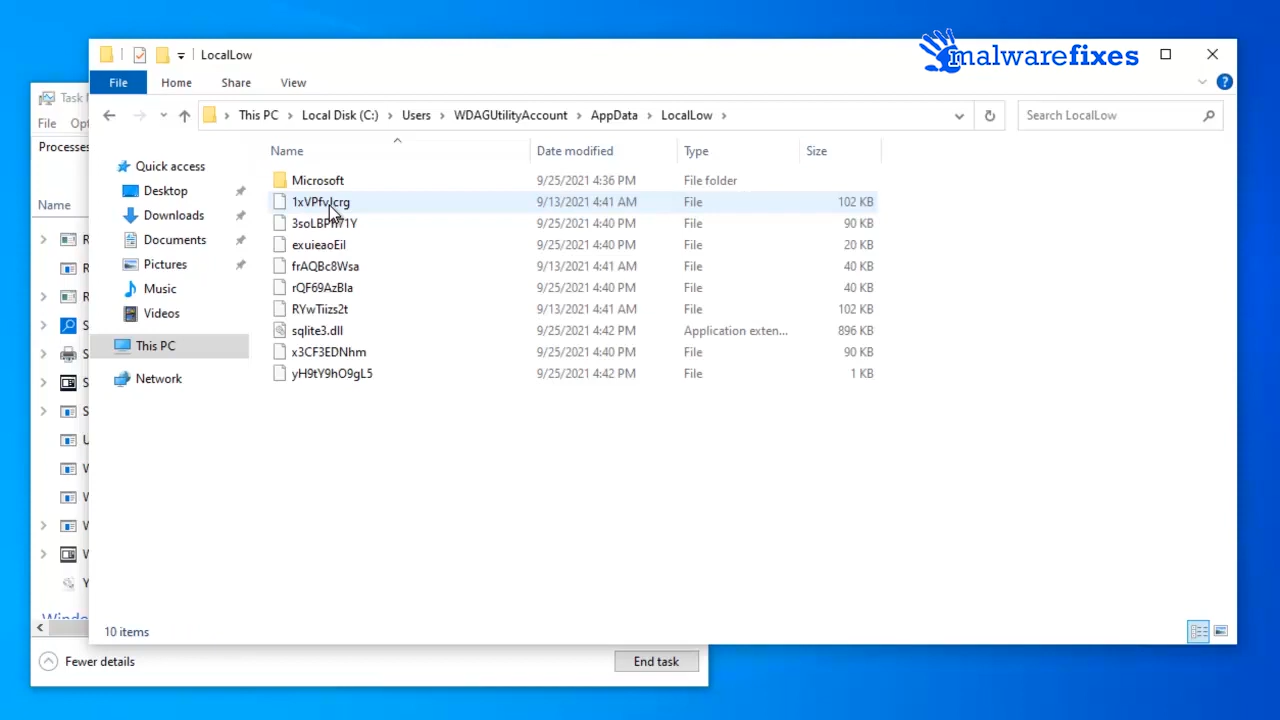 LocalLow
malwarefixes
File Home Share View
This PC Local Disk (C:) Users WDAGUtilityAccount AppData LocalLow
Search LocalLow
Task
File
Processes
Name
Quick access
Desktop
Downloads
Documents
Pictures
Music
Videos
This PC
Network
Name Date modified Type Size
Microsoft 9/25/2021 4:36 PM File folder
9/13/2021 4:41 AM File 102 KB
9/25/2021 4:40 PM File 90 KB
exuieaoEil 9/25/2021 4:40 PM File 20 KB
frAQBc8Wsa 9/13/2021 4:41 AM File 40 KB
rQF69AzBla 9/25/2021 4:40 PM File 40 KB
RYwTiizs2t 9/13/2021 4:41 AM File 102 KB
sqlite3.dll 9/25/2021 4:42 PM Application exten... 896 KB
x3CF3EDNhm 9/25/2021 4:40 PM File 90 KB
yH9tY9hO9gL5 9/25/2021 4:42 PM File 1 KB
10 items
Fewer details
End task